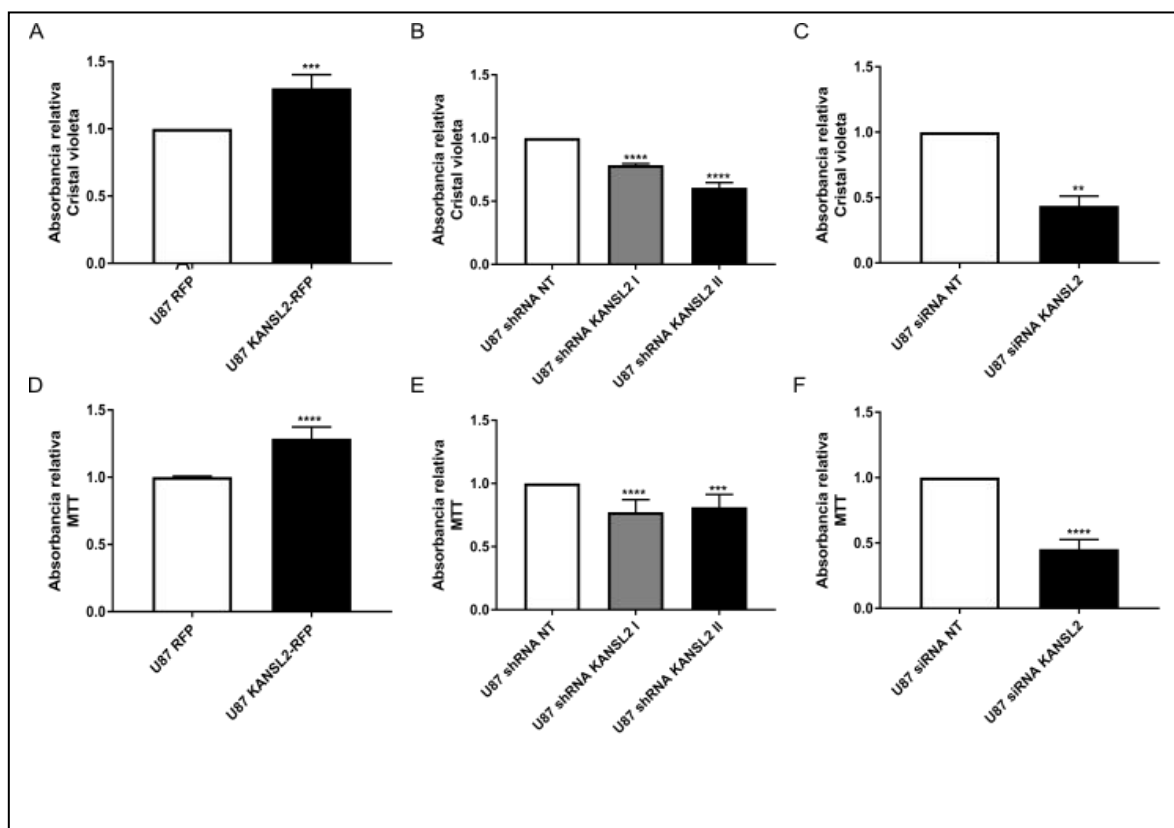 A
Absorbancia relativa
Cristal violeta
1.5
1.0
0.5
0.0
***
U87 RFP
U87 KANSL2-RFP
B
Absorbancia relativa
Cristal violeta
1.5
1.0
0.5
0.0
****
****
U87 shRNA NT
U87 shRNA KANSL2 I
U87 shRNA KANSL2 II
C
Absorbancia relativa
Cristal violeta
1.5
1.0
0.5
0.0
**
U87 siRNA NT
U87 siRNA KANSL2
D
Absorbancia relativa
MTT
1.5
1.0
0.5
0.0
****
U87 RFP
U87 KANSL2-RFP
E
Absorbancia relativa
MTT
1.5
1.0
0.5
0.0
****
***
U87 shRNA NT
U87 shRNA KANSL2 I
U87 shRNA KANSL2 II
F
Absorbancia relativa
MTT
1.5
1.0
0.5
0.0
****
U87 siRNA NT
U87 siRNA KANSL2